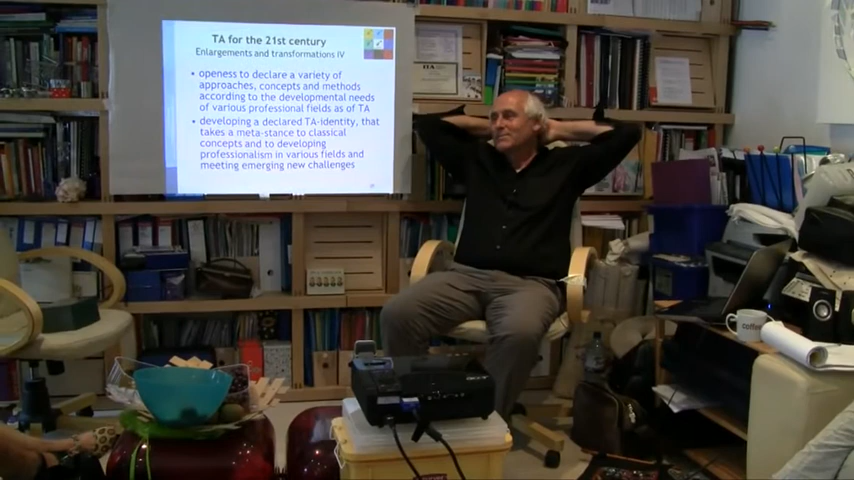 TA for the 21st century
Enlargements and transformations IV
• openness to declare a variety of
approaches, concepts and methods
according to the developmental needs
of various professional fields as of TA
• developing a declared TA-identity, that
takes a meta-stance to classical
concepts and to developing
professionalism in various fields and
meeting emerging new challenges
coffee